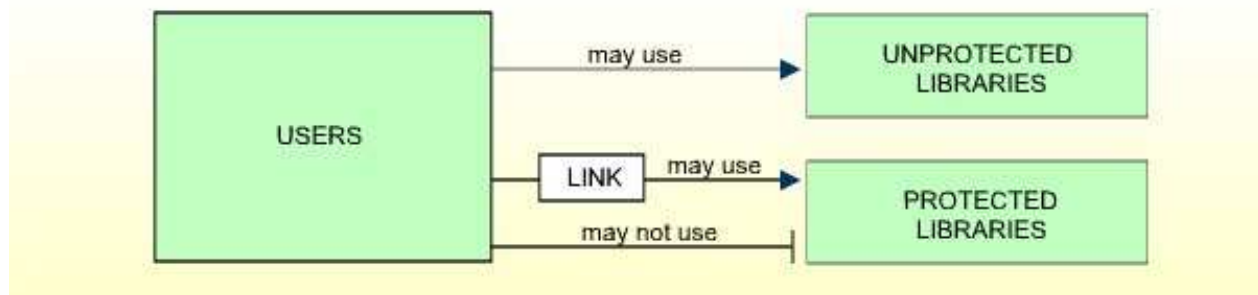 may use
UNPROTECTED
LIBRARIES
USERS
LINK
may use
PROTECTED
LIBRARIES
may not use